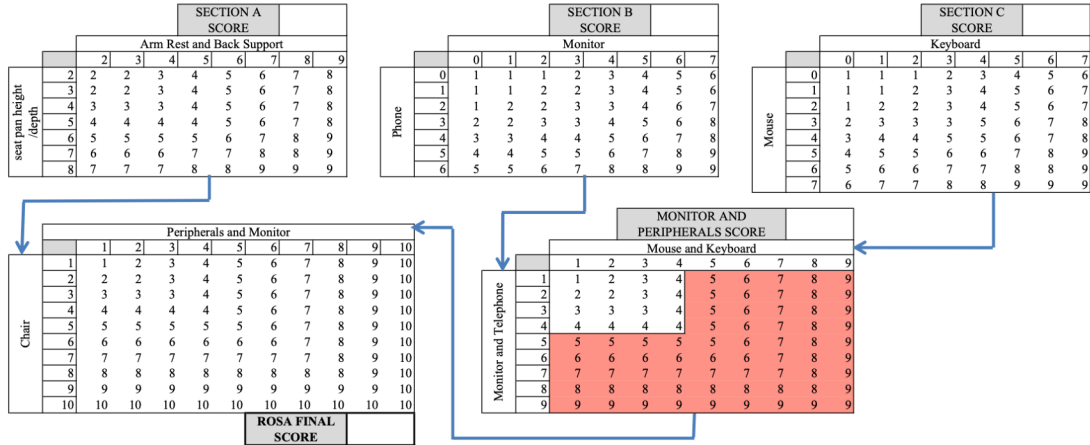 SECTION A
SCORE
Arm Rest and Back Support
2 3 4 5 6 7 8 9
seat pan height
/depth
2 2 2 3 4 5 6 7 8
3 2 2 3 4 5 6 7 8
4 3 3 3 4 5 6 7 8
5 4 4 4 4 5 6 7 8
6 5 5 5 5 6 7 8 9
7 6 6 6 7 7 8 8 9
8 7 7 7 8 8 9 9 9
SECTION B
SCORE
Monitor
0 1 2 3 4 5 6 7
Phone
0 1 1 1 2 3 4 5 6
1 1 1 2 2 3 4 5 6
2 1 2 2 3 3 4 6 7
3 2 2 3 3 4 5 6 8
4 3 3 4 4 5 6 7 8
5 4 4 5 5 6 7 8 9
6 5 5 6 7 8 8 9 9
SECTION C
SCORE
Keyboard
0 1 2 3 4 5 6 7
Mouse
0 1 1 1 2 3 4 5 6
1 1 1 2 3 4 5 6 7
2 1 2 2 3 4 5 6 7
3 2 3 3 3 5 6 7 8
4 3 4 4 5 5 6 7 8
5 4 5 5 6 6 7 8 9
6 5 6 6 7 7 8 8 9
7 6 7 7 8 8 9 9 9
Peripherals and Monitor
1 2 3 4 5 6 7 8 9 10
Chair
1 1 2 3 4 5 6 7 8 9 10
2 2 2 3 4 5 6 7 8 9 10
3 3 3 3 4 5 6 7 8 9 10
4 4 4 4 4 5 6 7 8 9 10
5 5 5 5 5 5 6 7 8 9 10
6 6 6 6 6 6 6 7 8 9 10
7 7 7 7 7 7 7 7 8 9 10
8 8 8 8 8 8 8 8 8 9 10
9 9 9 9 9 9 9 9 9 9 10
10 10 10 10 10 10 10 10 10 10 10
ROSA FINAL
SCORE
MONITOR AND
PERIPHERALS SCORE
Mouse and Keyboard
1 2 3 4 5 6 7 8 9
Monitor and Telephone
1 1 2 3 4 5 6 7 8 9
2 2 2 3 4 5 6 7 8 9
3 3 3 3 4 5 6 7 8 9
4 4 4 4 4 5 6 7 8 9
5 5 5 5 5 5 6 7 8 9
6 6 6 6 6 6 6 7 8 9
7 7 7 7 7 7 7 7 8 9
8 8 8 8 8 8 8 8 8 9
9 9 9 9 9 9 9 9 9 9